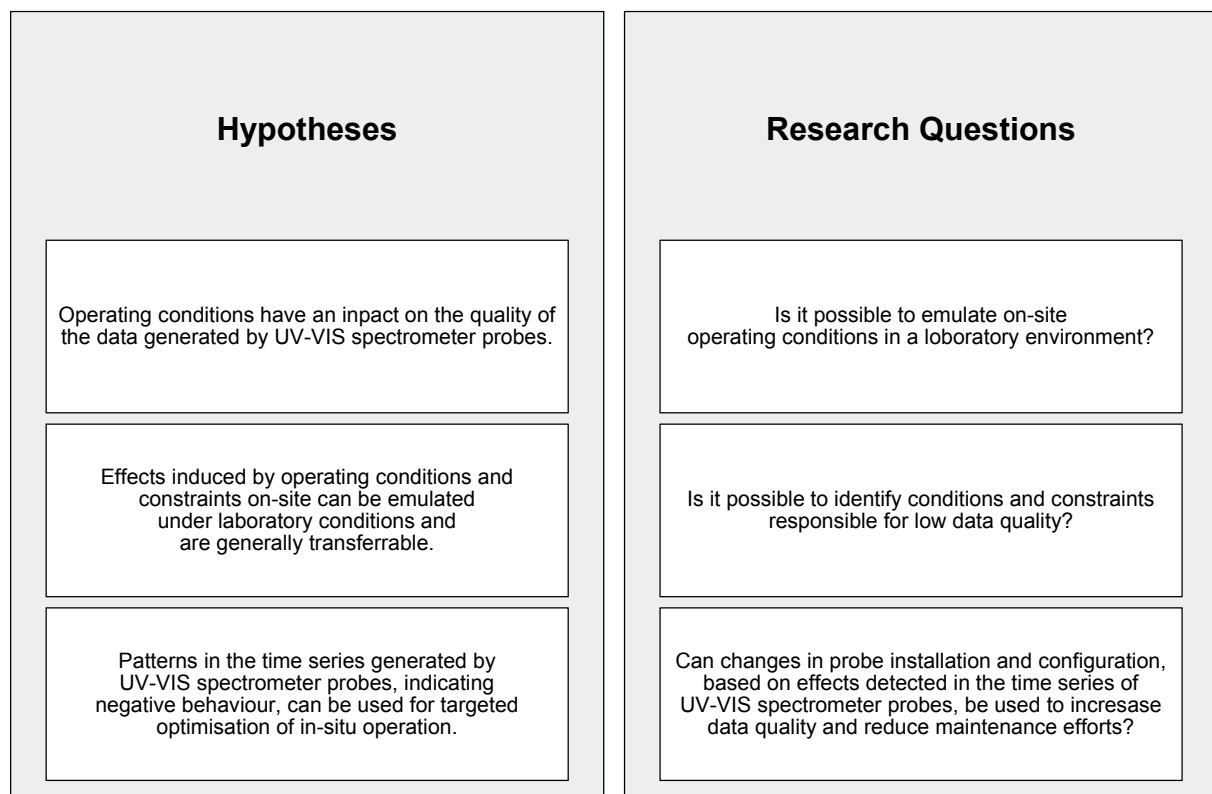 Hypotheses
Operating conditions have an inpact on the quality of
the data generated by UV-VIS spectrometer probes.
Effects induced by operating conditions and
constraints on-site can be emulated
under laboratory conditions and
are generally transferrable.
Patterns in the time series generated by
UV-VIS spectrometer probes, indicating
negative behaviour, can be used for targeted
optimisation of in-situ operation.
Research Questions
Is it possible to emulate on-site
operating conditions in a loboratory environment?
Is it possible to identify conditions and constraints
responsible for low data quality?
Can changes in probe installation and configuration,
based on effects detected in the time series of
UV-VIS spectrometer probes, be used to incresase
data quality and reduce maintenance efforts?